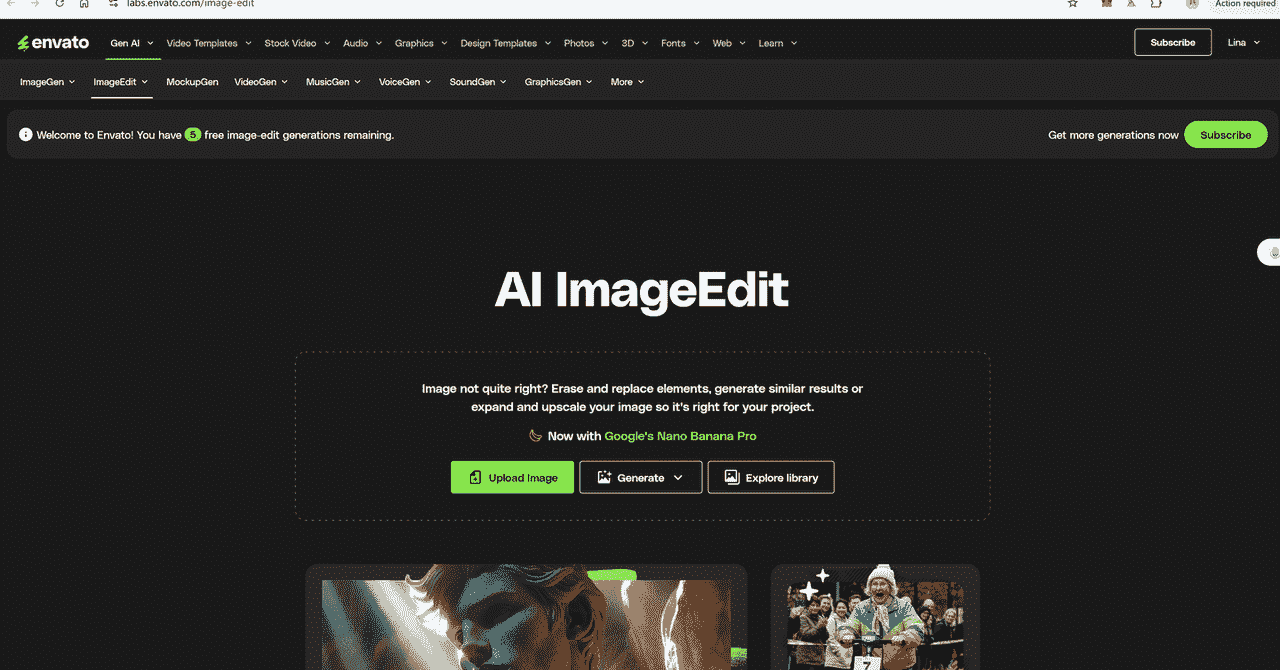 labs.envato.com/image-edit
Action required
envato
Gen AI Video Templates Stock Video Audio Graphics Design Templates Photos 3D Fonts Web Learn
Subscribe Lina
ImageGen ImageEdit MockupGen VideoGen MusicGen VoiceGen SoundGen GraphicsGen More
Welcome to Envato! You have 5 free image-edit generations remaining.
Get more generations now Subscribe
AI ImageEdit
Image not quite right? Erase and replace elements, generate similar results or
expand and upscale your image so it's right for your project.
Now with Google's Nano Banana Pro
Upload Image Generate Explore library
7